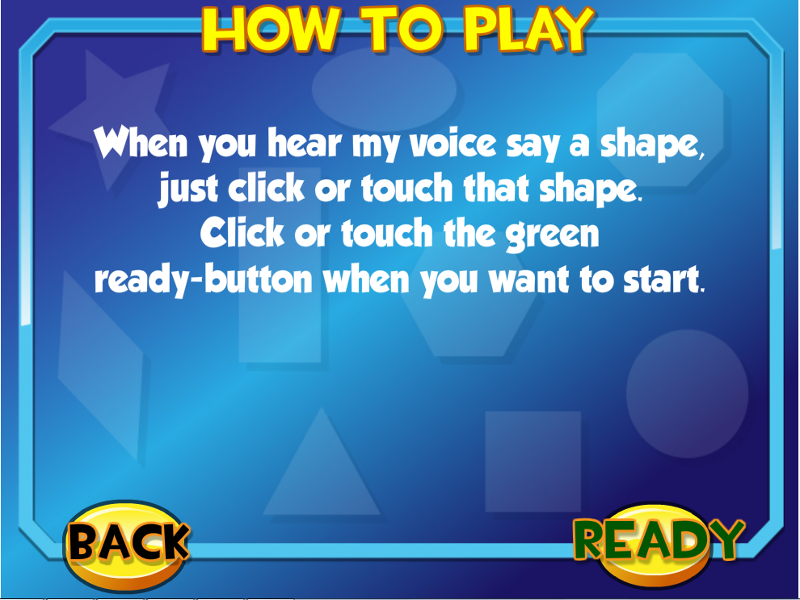 HOW TO PLAY
When you hear my voice say a shape,
just click or touch that shape.
Click or touch the green
ready-button when you want to start.
BACK
READY